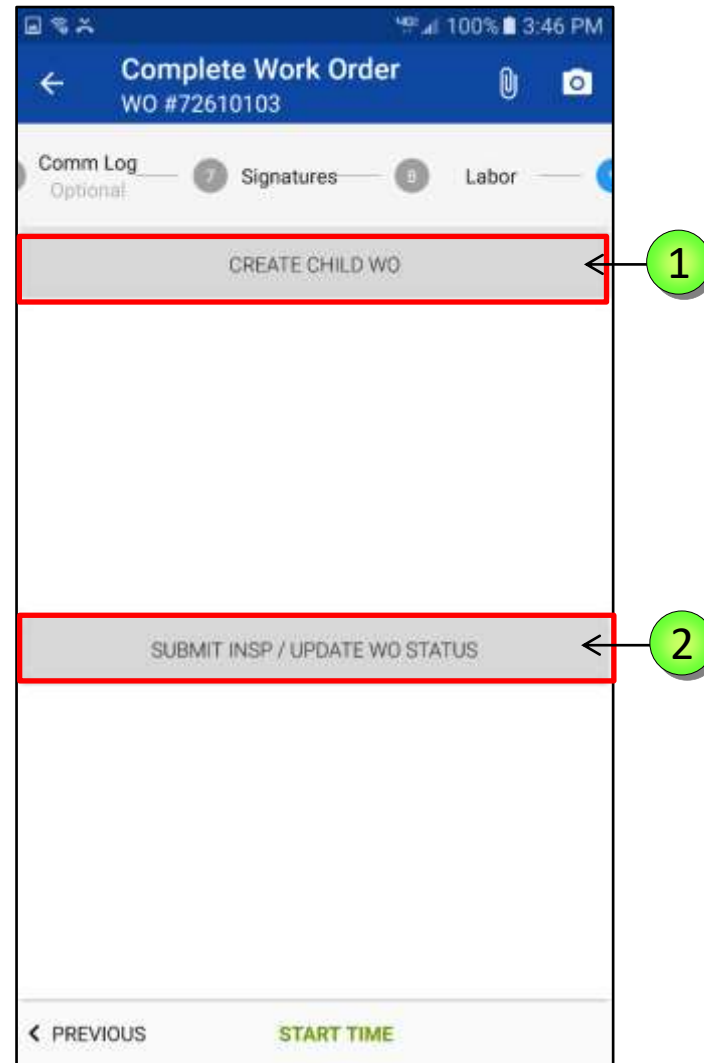 100% 3:46 PM
Complete Work Order
WO #72610103
Comm Log
Optional
7 Signatures 8 Labor
CREATE CHILD WO
1
SUBMIT INSP / UPDATE WO STATUS
2
PREVIOUS START TIME